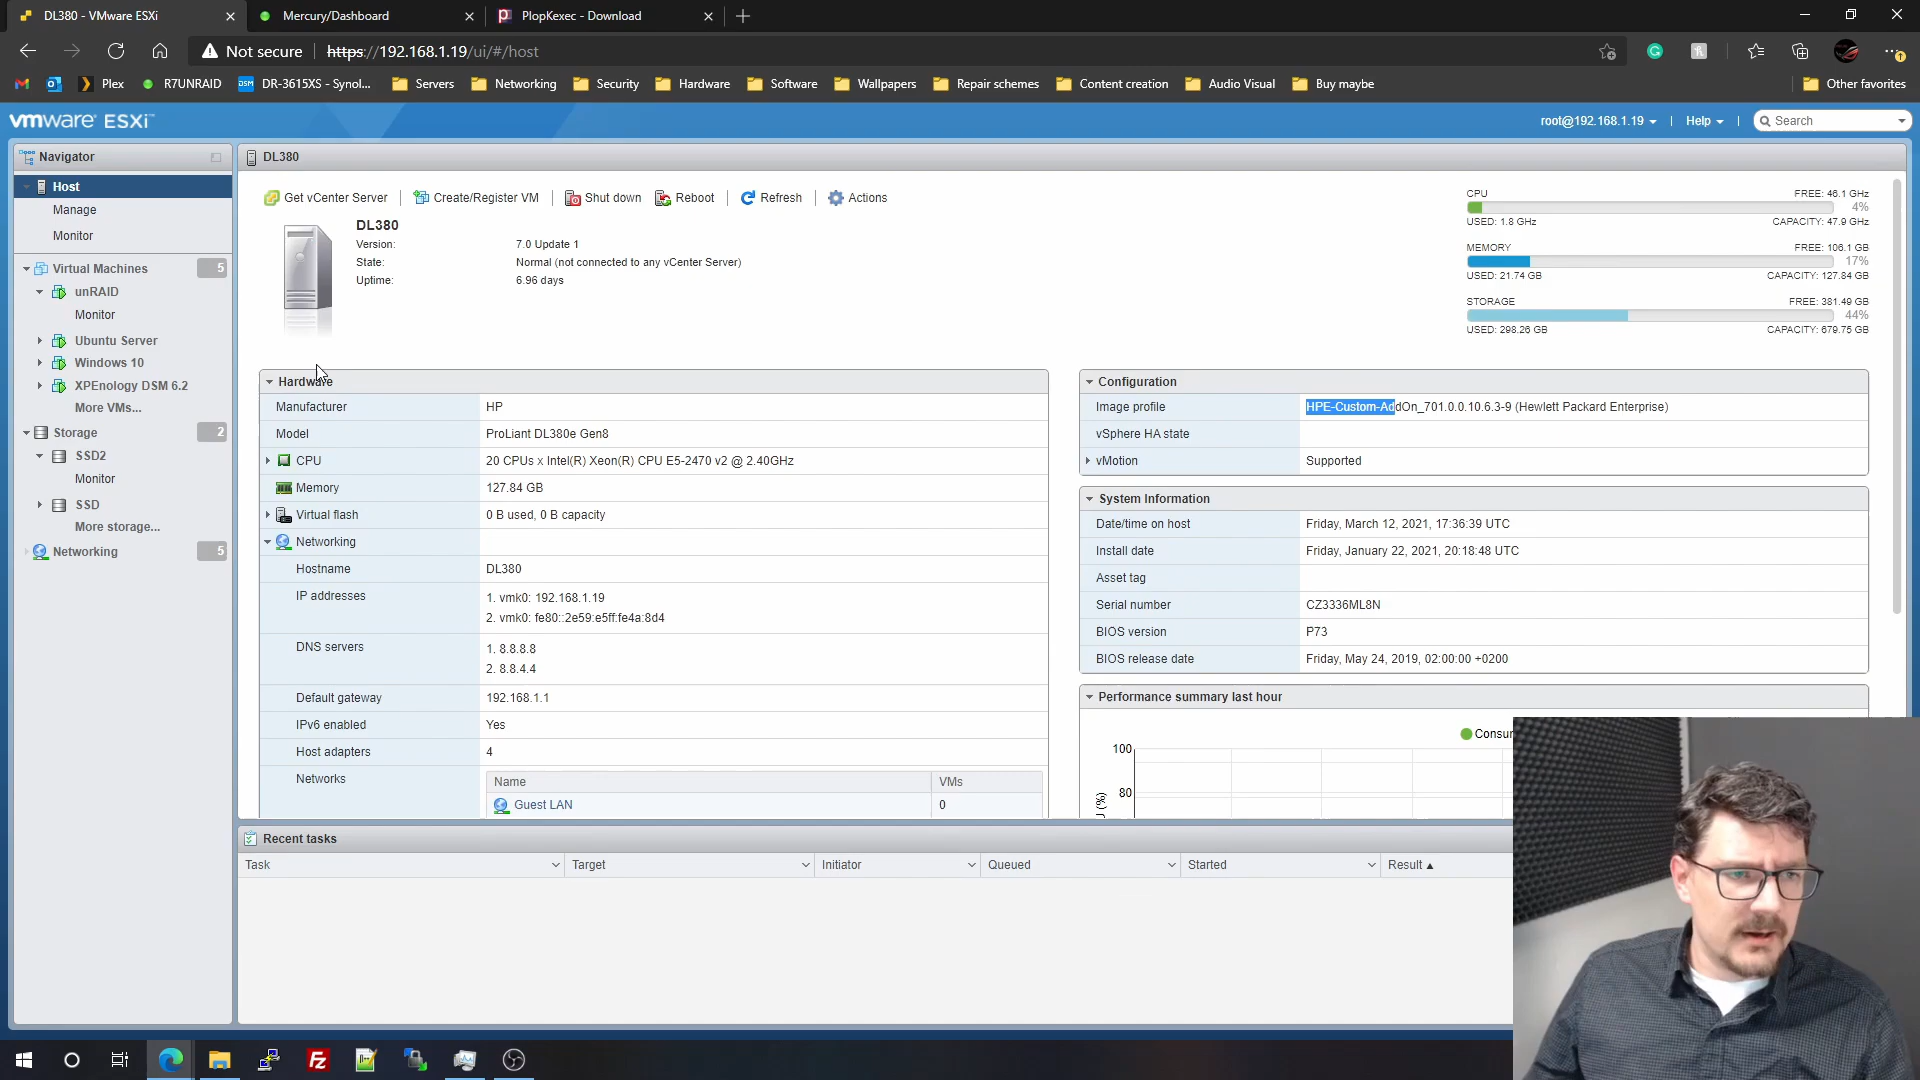 DL380 - VMware ESXi
Mercury/Dashboard
PlopKexec - Download
Not secure
https://192.168.1.19/ui/#/host
Plex
R7UNRAID
DSM
DR-3615XS - Synol...
Servers
Networking
Security
Hardware
Software
Wallpapers
Repair schemes
Content creation
Audio Visual
Buy maybe
Other favorites
vmware ESXi™
root@192.168.1.19
Help
Search
Navigator
DL380
Host
Manage
Monitor
Virtual Machines
5
unRAID
Monitor
Ubuntu Server
Windows 10
XPEnology DSM 6.2
More VMs...
Storage
2
SSD2
Monitor
SSD
More storage...
Networking
5
Get vCenter Server
Create/Register VM
Shut down
Reboot
Refresh
Actions
DL380
Version: 7.0 Update 1
State: Normal (not connected to any vCenter Server)
Uptime: 6.96 days
CPU FREE: 46.1 GHz
4%
USED: 1.8 GHz CAPACITY: 47.9 GHz
MEMORY FREE: 106.1 GB
17%
USED: 21.74 GB CAPACITY: 127.84 GB
STORAGE FREE: 381.49 GB
44%
USED: 298.26 GB CAPACITY: 679.75 GB
Hardware
Manufacturer HP
Model ProLiant DL380e Gen8
CPU 20 CPUs x Intel(R) Xeon(R) CPU E5-2470 v2 @ 2.40GHz
Memory 127.84 GB
Virtual flash 0 B used, 0 B capacity
Networking
Hostname DL380
IP addresses 1. vmk0: 192.168.1.19
2. vmk0: fe80::2e59:e5ff:fe4a:8d4
DNS servers 1. 8.8.8.8
2. 8.8.4.4
Default gateway 192.168.1.1
IPv6 enabled Yes
Host adapters 4
Networks Name VMs
Guest LAN 0
Configuration
Image profile HPE-Custom-AddOn_701.0.0.10.6.3-9 (Hewlett Packard Enterprise)
vSphere HA state
vMotion Supported
System Information
Date/time on host Friday, March 12, 2021, 17:36:39 UTC
Install date Friday, January 22, 2021, 20:18:48 UTC
Asset tag
Serial number CZ3336ML8N
BIOS version P73
BIOS release date Friday, May 24, 2019, 02:00:00 +0200
Performance summary last hour
Consum
100
80
(%)
Recent tasks
Task Target Initiator Queued Started Result